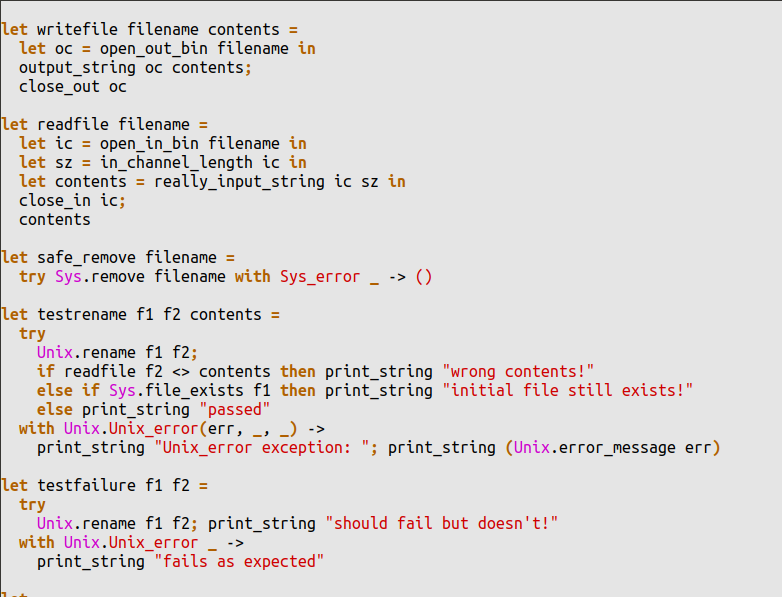 let writefile filename contents =
  let oc = open_out_bin filename in
  output_string oc contents;
  close_out oc

let readfile filename =
  let ic = open_in_bin filename in
  let sz = in_channel_length ic in
  let contents = really_input_string ic sz in
  close_in ic;
  contents

let safe_remove filename =
  try Sys.remove filename with Sys_error _ -> ()

let testrename f1 f2 contents =
  try
    Unix.rename f1 f2;
    if readfile f2 <> contents then print_string "wrong contents!"
    else if Sys.file_exists f1 then print_string "initial file still exists!"
    else print_string "passed"
  with Unix.Unix_error(err, _, _) ->
    print_string "Unix_error exception: "; print_string (Unix.error_message err)

let testfailure f1 f2 =
  try
    Unix.rename f1 f2; print_string "should fail but doesn't!"
  with Unix.Unix_error _ ->
    print_string "fails as expected"